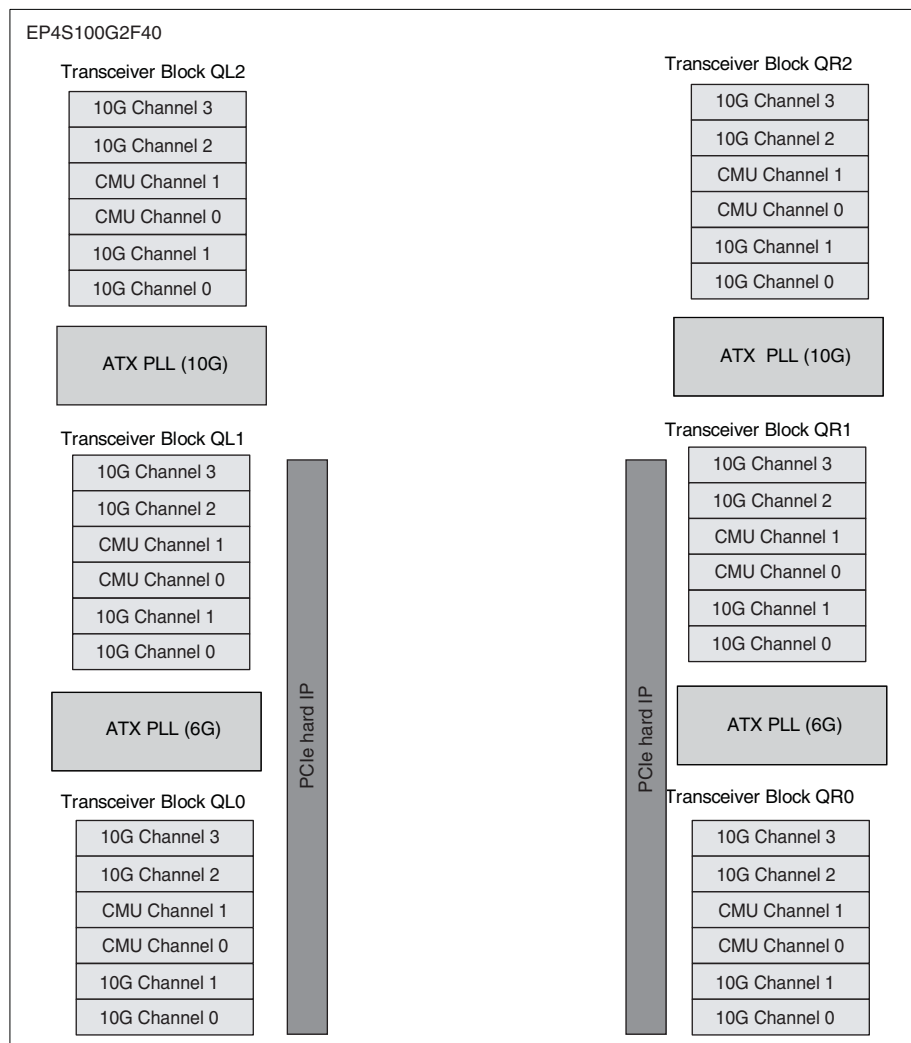 EP4S100G2F40
Transceiver Block QL2
10G Channel 3
10G Channel 2
CMU Channel 1
CMU Channel 0
10G Channel 1
10G Channel 0
ATX PLL (10G)
Transceiver Block QL1
10G Channel 3
10G Channel 2
CMU Channel 1
CMU Channel 0
10G Channel 1
10G Channel 0
ATX PLL (6G)
Transceiver Block QL0
10G Channel 3
10G Channel 2
CMU Channel 1
CMU Channel 0
10G Channel 1
10G Channel 0
PCIe hard IP
Transceiver Block QR2
10G Channel 3
10G Channel 2
CMU Channel 1
CMU Channel 0
10G Channel 1
10G Channel 0
ATX PLL (10G)
Transceiver Block QR1
10G Channel 3
10G Channel 2
CMU Channel 1
CMU Channel 0
10G Channel 1
10G Channel 0
PCIe hard IP
ATX PLL (6G)
Transceiver Block QR0
10G Channel 3
10G Channel 2
CMU Channel 1
CMU Channel 0
10G Channel 1
10G Channel 0